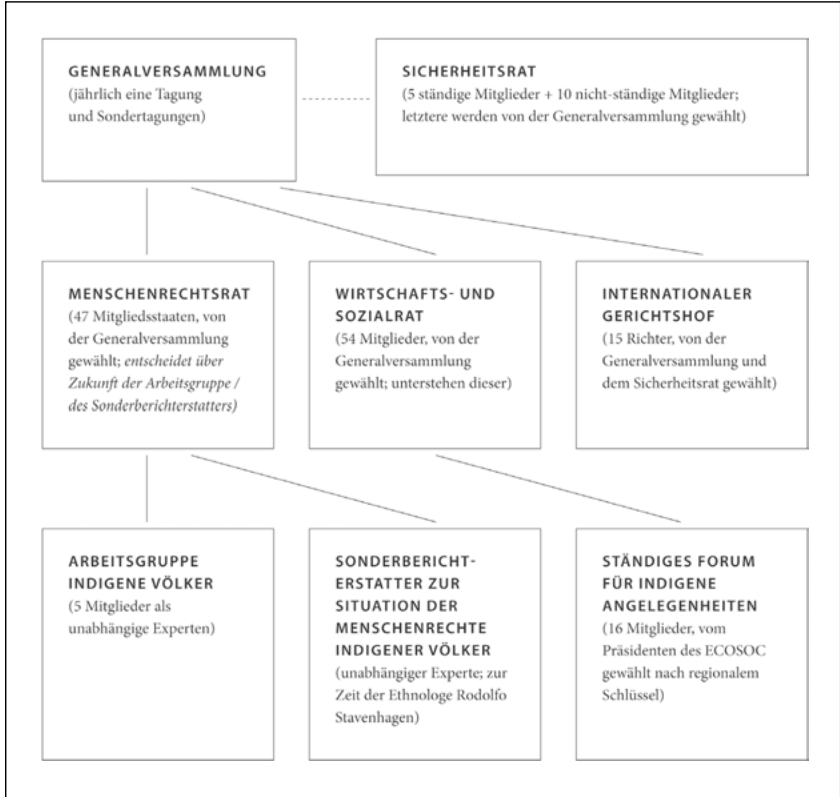 GENERALVERSAMMLUNG
(jährlich eine Tagung
und Sondertagungen)
SICHERHEITSRAT
(5 ständige Mitglieder + 10 nicht-ständige Mitglieder;
letztere werden von der Generalversammlung gewählt)
MENSCHENRECHTSRAT
(47 Mitgliedsstaaten, von
der Generalversammlung
gewählt; entscheidet über
Zukunft der Arbeitsgruppe /
des Sonderberichterstatters)
WIRTSCHAFTS- UND
SOZIALRAT
(54 Mitglieder, von der
Generalversammlung
gewählt; unterstehen dieser)
INTERNATIONALER
GERICHTSHOF
(15 Richter, von der
Generalversammlung und
dem Sicherheitsrat gewählt)
ARBEITSGRUPPE
INDIGENE VÖLKER
(5 Mitglieder als
unabhängige Experten)
SONDERBERICHT-
ERSTATTER ZUR
SITUATION DER
MENSCHENRECHTE
INDIGENER VÖLKER
(unabhängiger Experte; zur
Zeit der Ethnologe Rodolfo
Stavenhagen)
STÄNDIGES FORUM
FÜR INDIGENE
ANGELEGENHEITEN
(16 Mitglieder, vom
Präsidenten des ECOSOC
gewählt nach regionalem
Schlüssel)